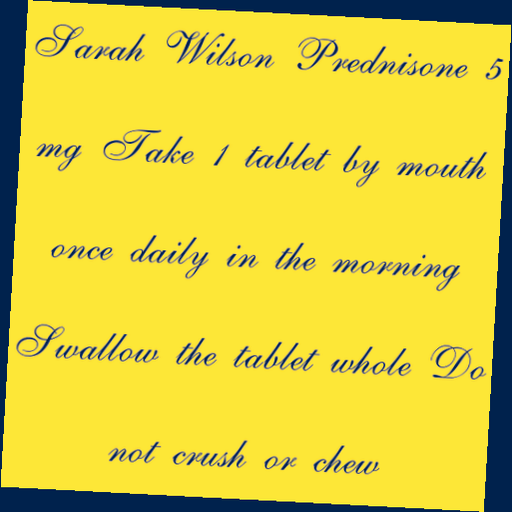 Sarah Wilson Prednisone 5
mg Take 1 tablet by mouth
once daily in the morning
Swallow the tablet whole Do
not crush or chew